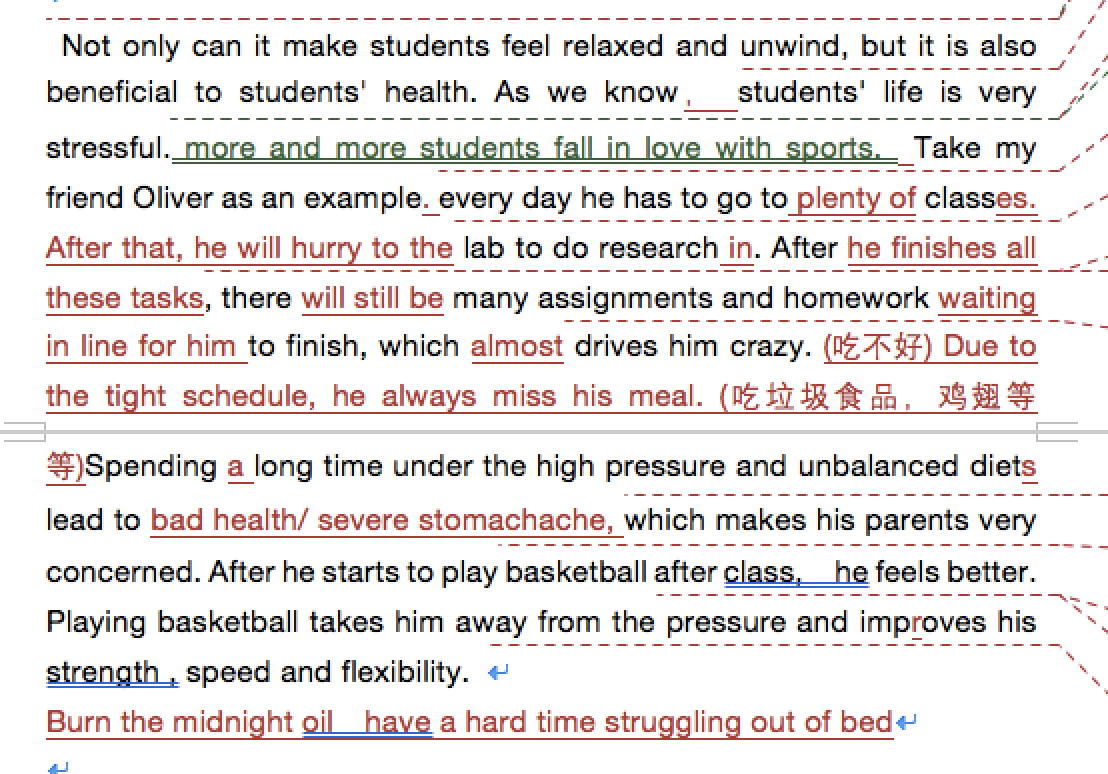 Not only can it make students feel relaxed and unwind, but it is also
beneficial to students' health. As we know, students' life is very
stressful. more and more students fall in love with sports. Take my
friend Oliver as an example. every day he has to go to plenty of classes.
After that, he will hurry to the lab to do research in. After he finishes all
these tasks, there will still be many assignments and homework waiting
in line for him to finish, which almost drives him crazy. (吃不好) Due to
the tight schedule, he always miss his meal. (吃垃圾食品，鸡翅等
等)Spending a long time under the high pressure and unbalanced diets
lead to bad health/ severe stomachache, which makes his parents very
concerned. After he starts to play basketball after class, he feels better.
Playing basketball takes him away from the pressure and improves his
strength , speed and flexibility.
Burn the midnight oil have a hard time struggling out of bed